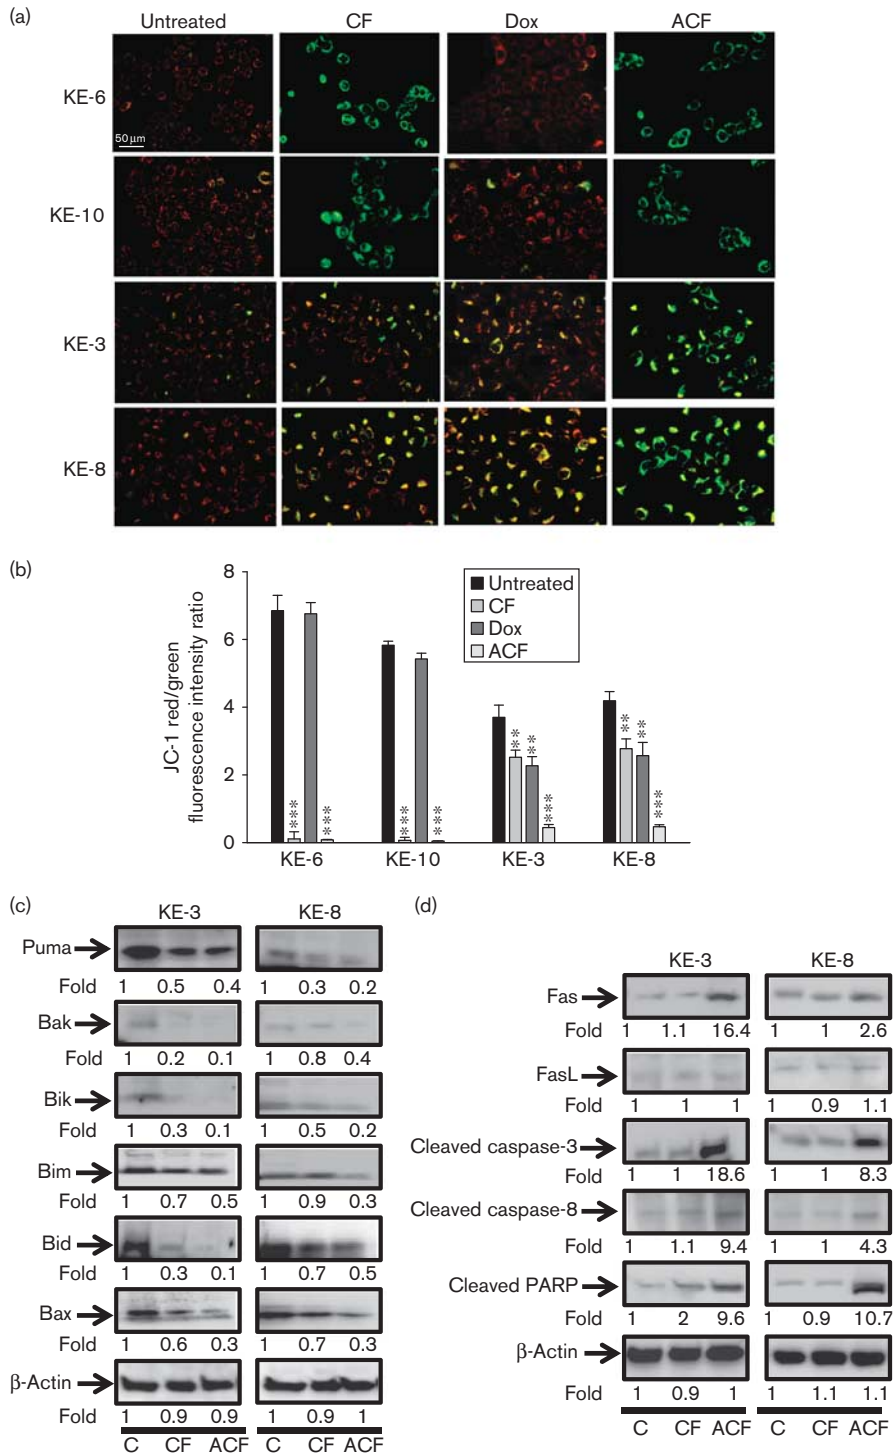 (a)
Untreated CF Dox ACF
KE-6
50 µm
KE-10
KE-3
KE-8
(b)
8
6
4
2
0
JC-1 red/green
fluorescence intensity ratio
Untreated
CF
Dox
ACF
*** *** *** *** ** ** *** ** ** ***
KE-6 KE-10 KE-3 KE-8
(c)
KE-3 KE-8
Puma
Fold 1 0.5 0.4 1 0.3 0.2
Bak
Fold 1 0.2 0.1 1 0.8 0.4
Bik
Fold 1 0.3 0.1 1 0.5 0.2
Bim
Fold 1 0.7 0.5 1 0.9 0.3
Bid
Fold 1 0.3 0.1 1 0.7 0.5
Bax
Fold 1 0.6 0.3 1 0.7 0.3
β-Actin
Fold 1 0.9 0.9 1 0.9 1
C CF ACF C CF ACF
(d)
KE-3 KE-8
Fas
Fold 1 1.1 16.4 1 1 2.6
FasL
Fold 1 1 1 1 0.9 1.1
Cleaved caspase-3
Fold 1 1 18.6 1 1 8.3
Cleaved caspase-8
Fold 1 1.1 9.4 1 1 4.3
Cleaved PARP
Fold 1 2 9.6 1 0.9 10.7
β-Actin
Fold 1 0.9 1 1 1.1 1.1
C CF ACF C CF ACF